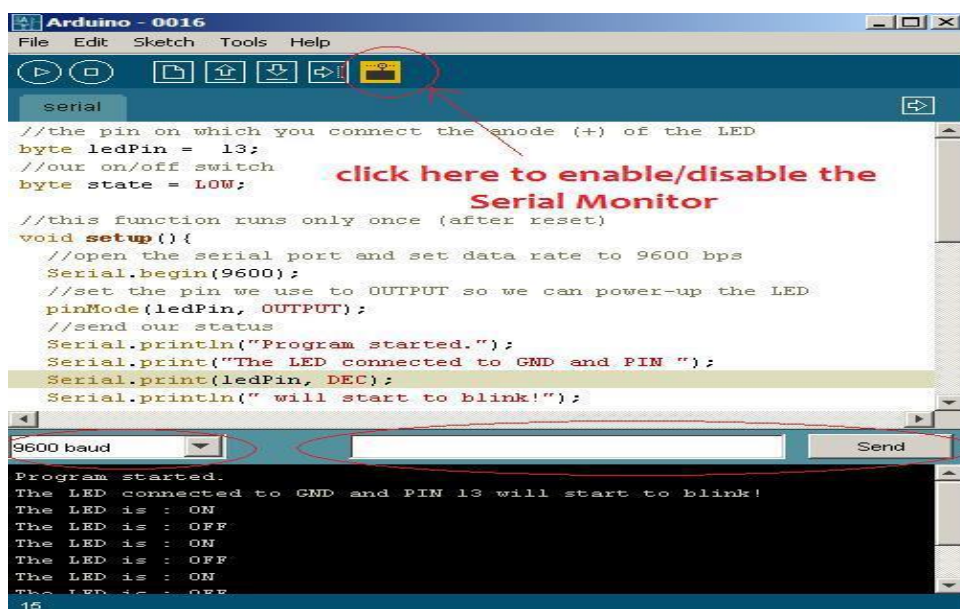 Arduino - 0016
File Edit Sketch Tools Help
serial
//the pin on which you connect the anode (+) of the LED
byte ledPin = 13;
//our on/off switch
byte state = LOW;
click here to enable/disable the
Serial Monitor
//this function runs only once (after reset)
void setup(){
//open the serial port and set data rate to 9600 bps
Serial.begin(9600);
//set the pin we use to OUTPUT so we can power-up the LED
pinMode(ledPin, OUTPUT);
//send our status
Serial.println("Program started.");
Serial.print("The LED connected to GND and PIN ");
Serial.print(ledPin, DEC);
Serial.println(" will start to blink!");
9600 baud Send
Program started.
The LED connected to GND and PIN 13 will start to blink!
The LED is : ON
The LED is : OFF
The LED is : ON
The LED is : OFF
The LED is : ON
The LED is : OFF
15